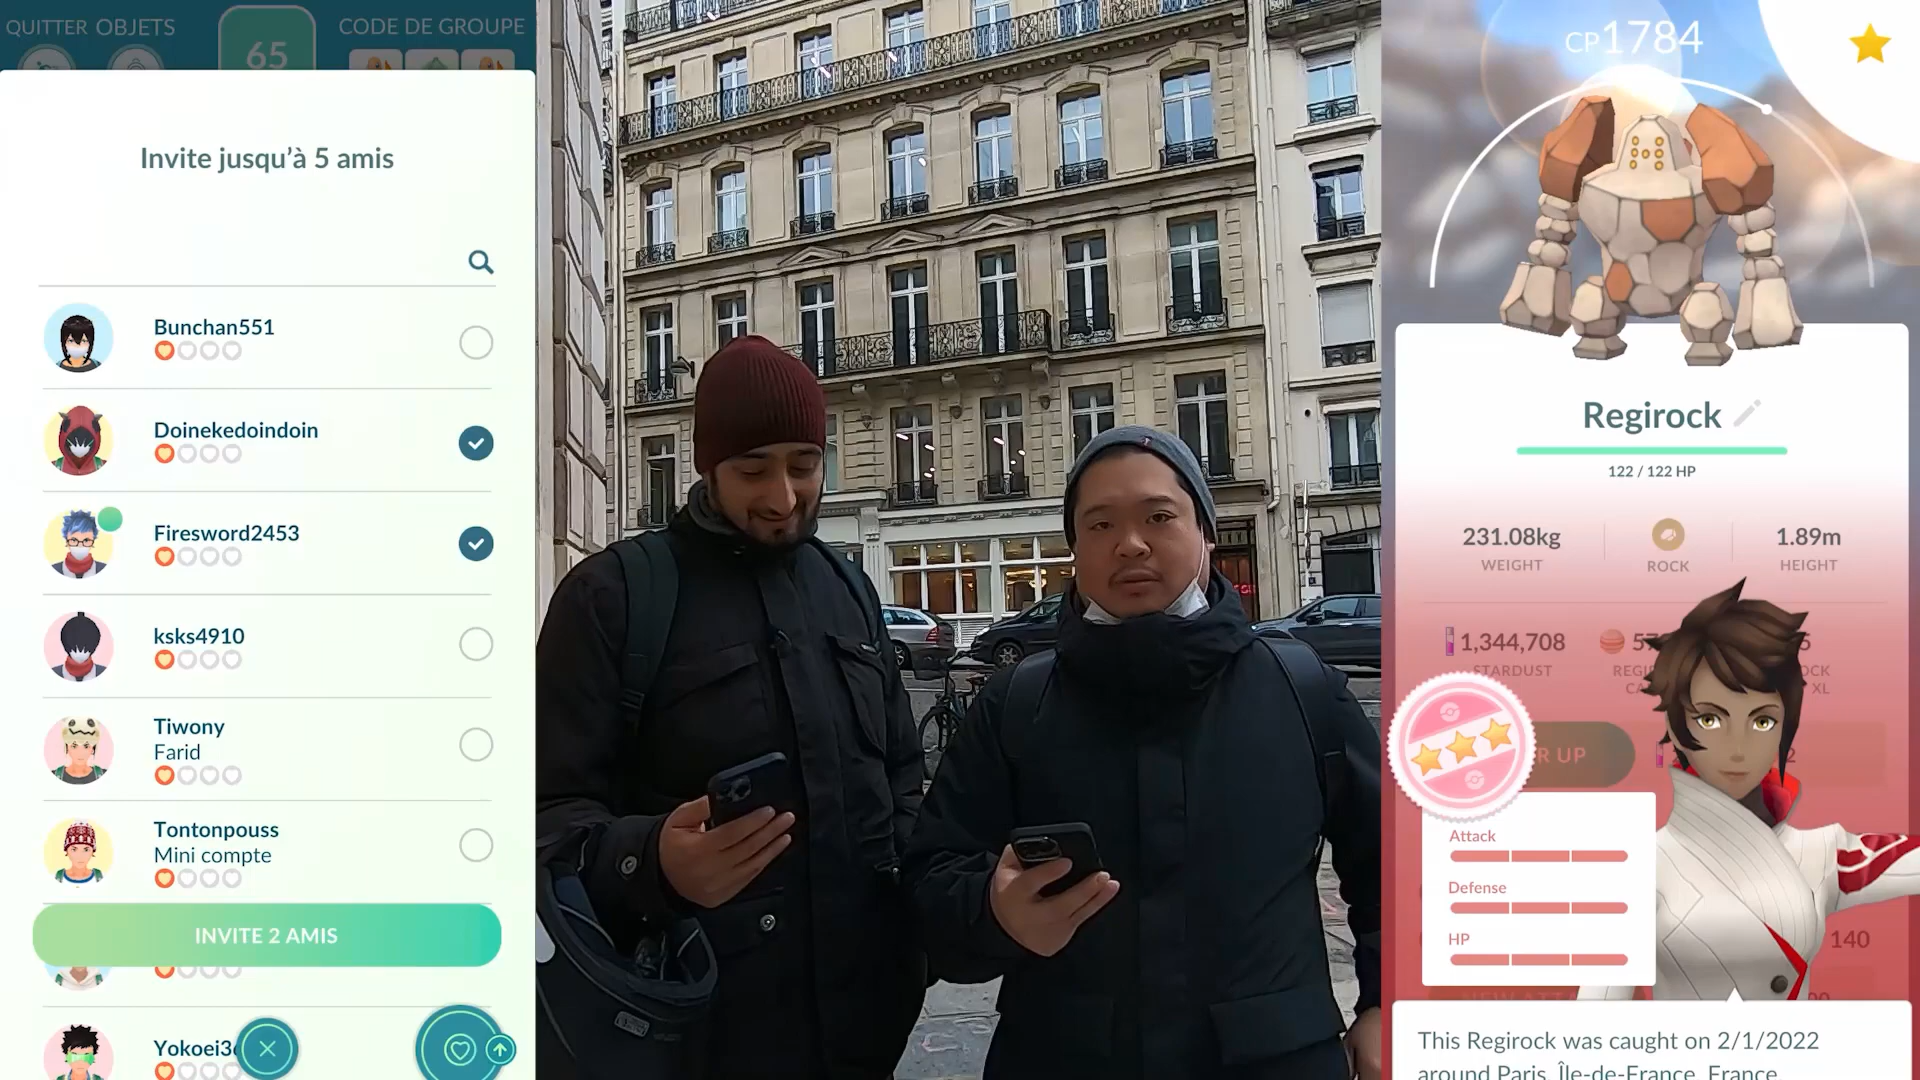 QUITTER OBJETS
65
CODE DE GROUPE
Invite jusqu'à 5 amis
Bunchan551
Doinekedoindoin
Firesword2453
ksks4910
Tiwony
Farid
Tontonpouss
Mini compte
INVITE 2 AMIS
CP1784
Regirock
122 / 122 HP
231.08kg
WEIGHT
ROCK
1.89m
HEIGHT
1,344,708
STARDUST
XL
UP
Attack
Defense
HP
140
This Regirock was caught on 2/1/2022
around Paris, Île-de-France, France.